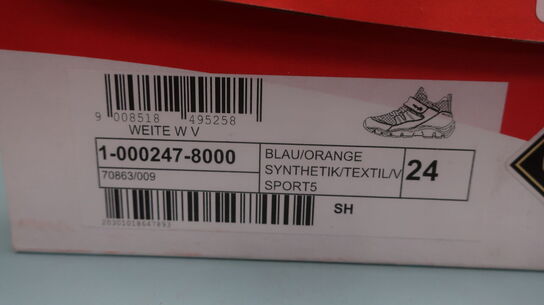 9 008518 495258
WEITE W V
1-000247-8000
70863/009
BLAU/ORANGE
SYNTHETIK/TEXTIL/V
SPORT5
24
SH